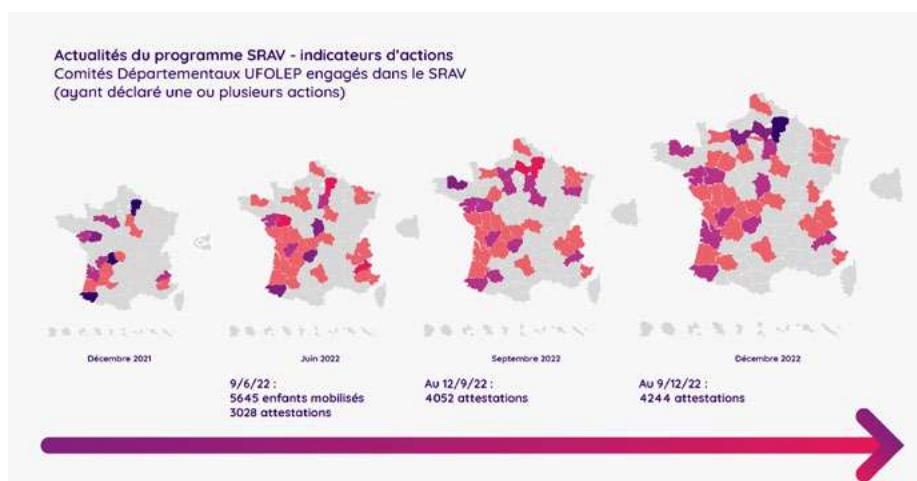 Actualités du programme SRAV - indicateurs d'actions
Comités Départementaux UFOLEP engagés dans le SRAV
(ayant déclaré une ou plusieurs actions)
Décembre 2021
Juin 2022
Septembre 2022
Décembre 2022
9/6/22 :
5645 enfants mobilisés
3028 attestations
Au 12/9/22 :
4052 attestations
Au 9/12/22 :
4244 attestations